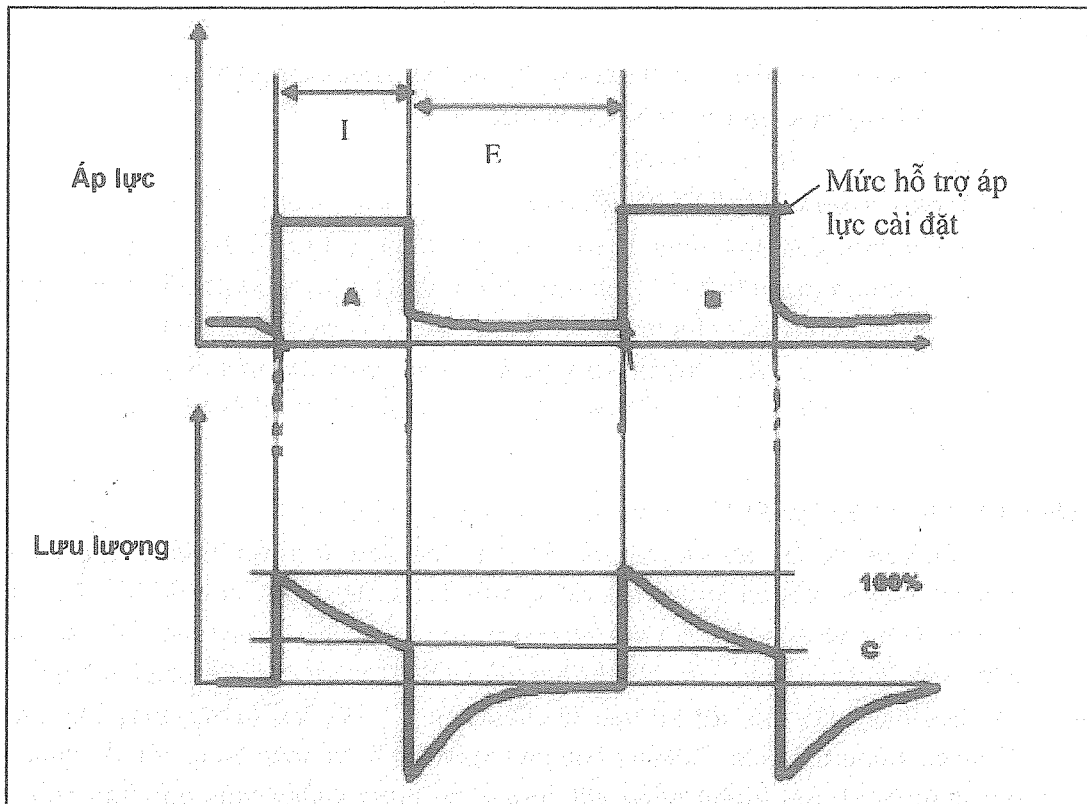 I
E
Áp lực
Mức hỗ trợ áp
lực cài đặt
A
B
Lưu lượng
100%
C